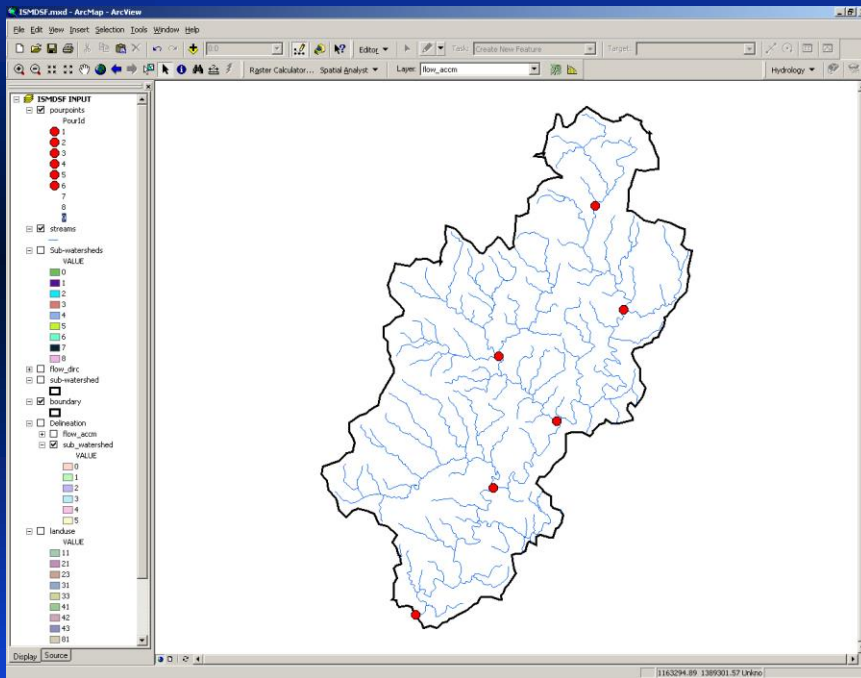 ISMDSF.mxd - ArcMap - ArcView
File Edit View Insert Selection Tools Window Help
0:0 Editor Task: Create New Feature Target:
Raster Calculator... Spatial Analyst Layer: flow_accm Hydrology
ISMDSF INPUT
pourpoints
PourId
1
2
3
4
5
6
7
8
9
streams
Sub-watersheds
VALUE
0
1
2
3
4
5
6
7
8
flow_dirc
sub-watershed
boundary
Delineation
flow_accm
sub_watershed
VALUE
0
1
2
3
4
5
landuse
VALUE
11
21
23
31
33
41
42
43
81
Display Source
1163294.89 1389301.57 Unkno